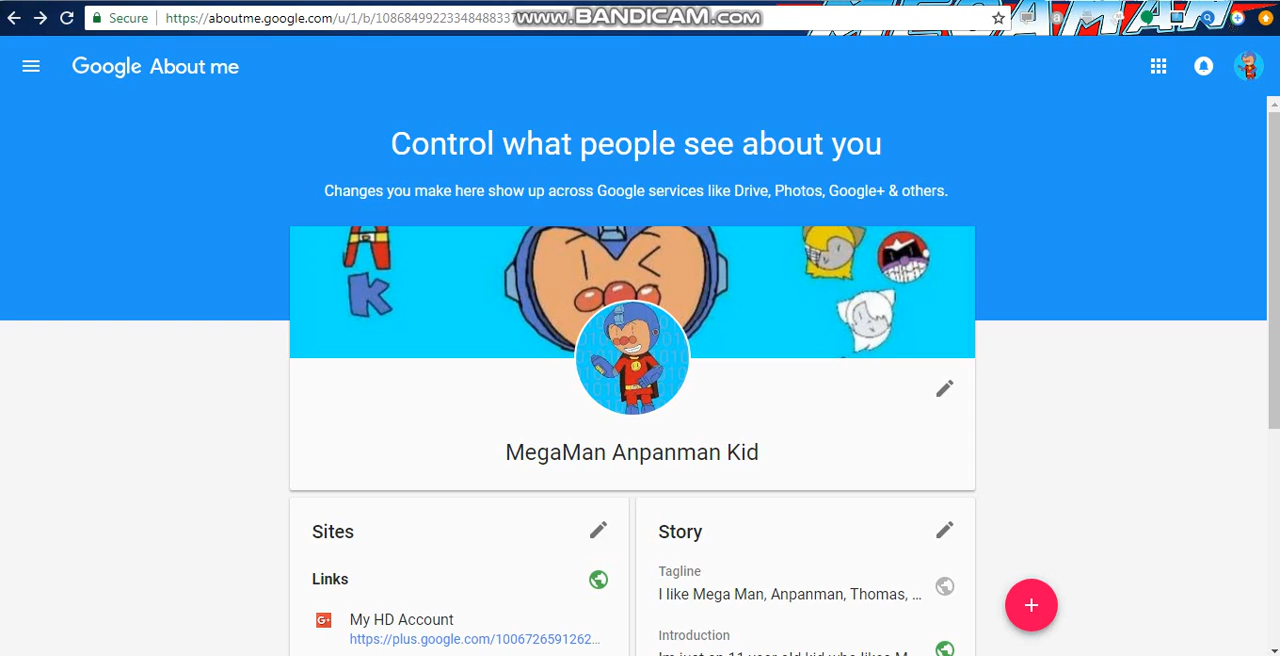 Secure
https://aboutme.google.com/u/1/b/108684992233484883
www.BANDICAM.com
MEGAMAN
Google About me
Control what people see about you
Changes you make here show up across Google services like Drive, Photos, Google+ & others.
A
K
MegaMan Anpanman Kid
Sites
Story
Links
Tagline
My HD Account
I like Mega Man, Anpanman, Thomas, ...
https://plus.google.com/1006726591262...
Introduction